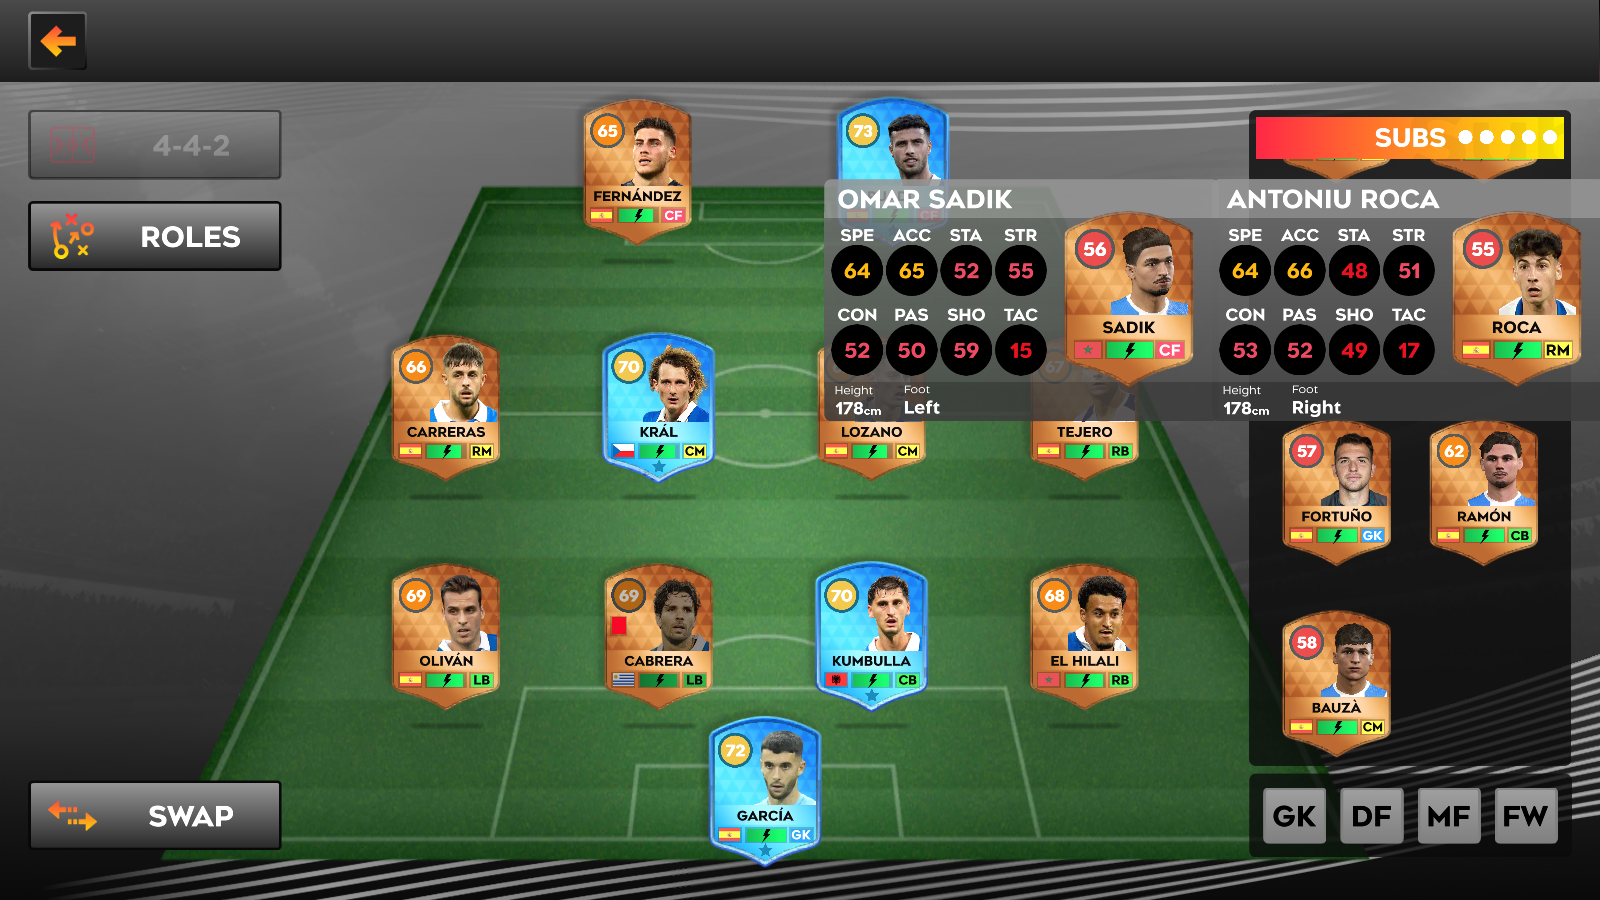 4-4-2
ROLES
SWAP
SUBS
65
FERNÁNDEZ
CF
73
CF
OMAR SADIK
SPE ACC STA STR
64 65 52 55
CON PAS SHO TAC
52 50 59 15
Height Foot
178cm Left
56
SADIK
CF
ANTONIU ROCA
SPE ACC STA STR
64 66 48 51
CON PAS SHO TAC
53 52 49 17
Height Foot
178cm Right
55
ROCA
RM
66
CARRERAS
RM
70
KRÁL
CM
LOZANO
CM
67
TEJERO
RB
69
OLIVÁN
LB
69
CABRERA
LB
70
KUMBULLA
CB
68
EL HILALI
RB
72
GARCÍA
GK
57
FORTUÑO
GK
62
RAMÓN
CB
58
BAUZÀ
CM
GK DF MF FW